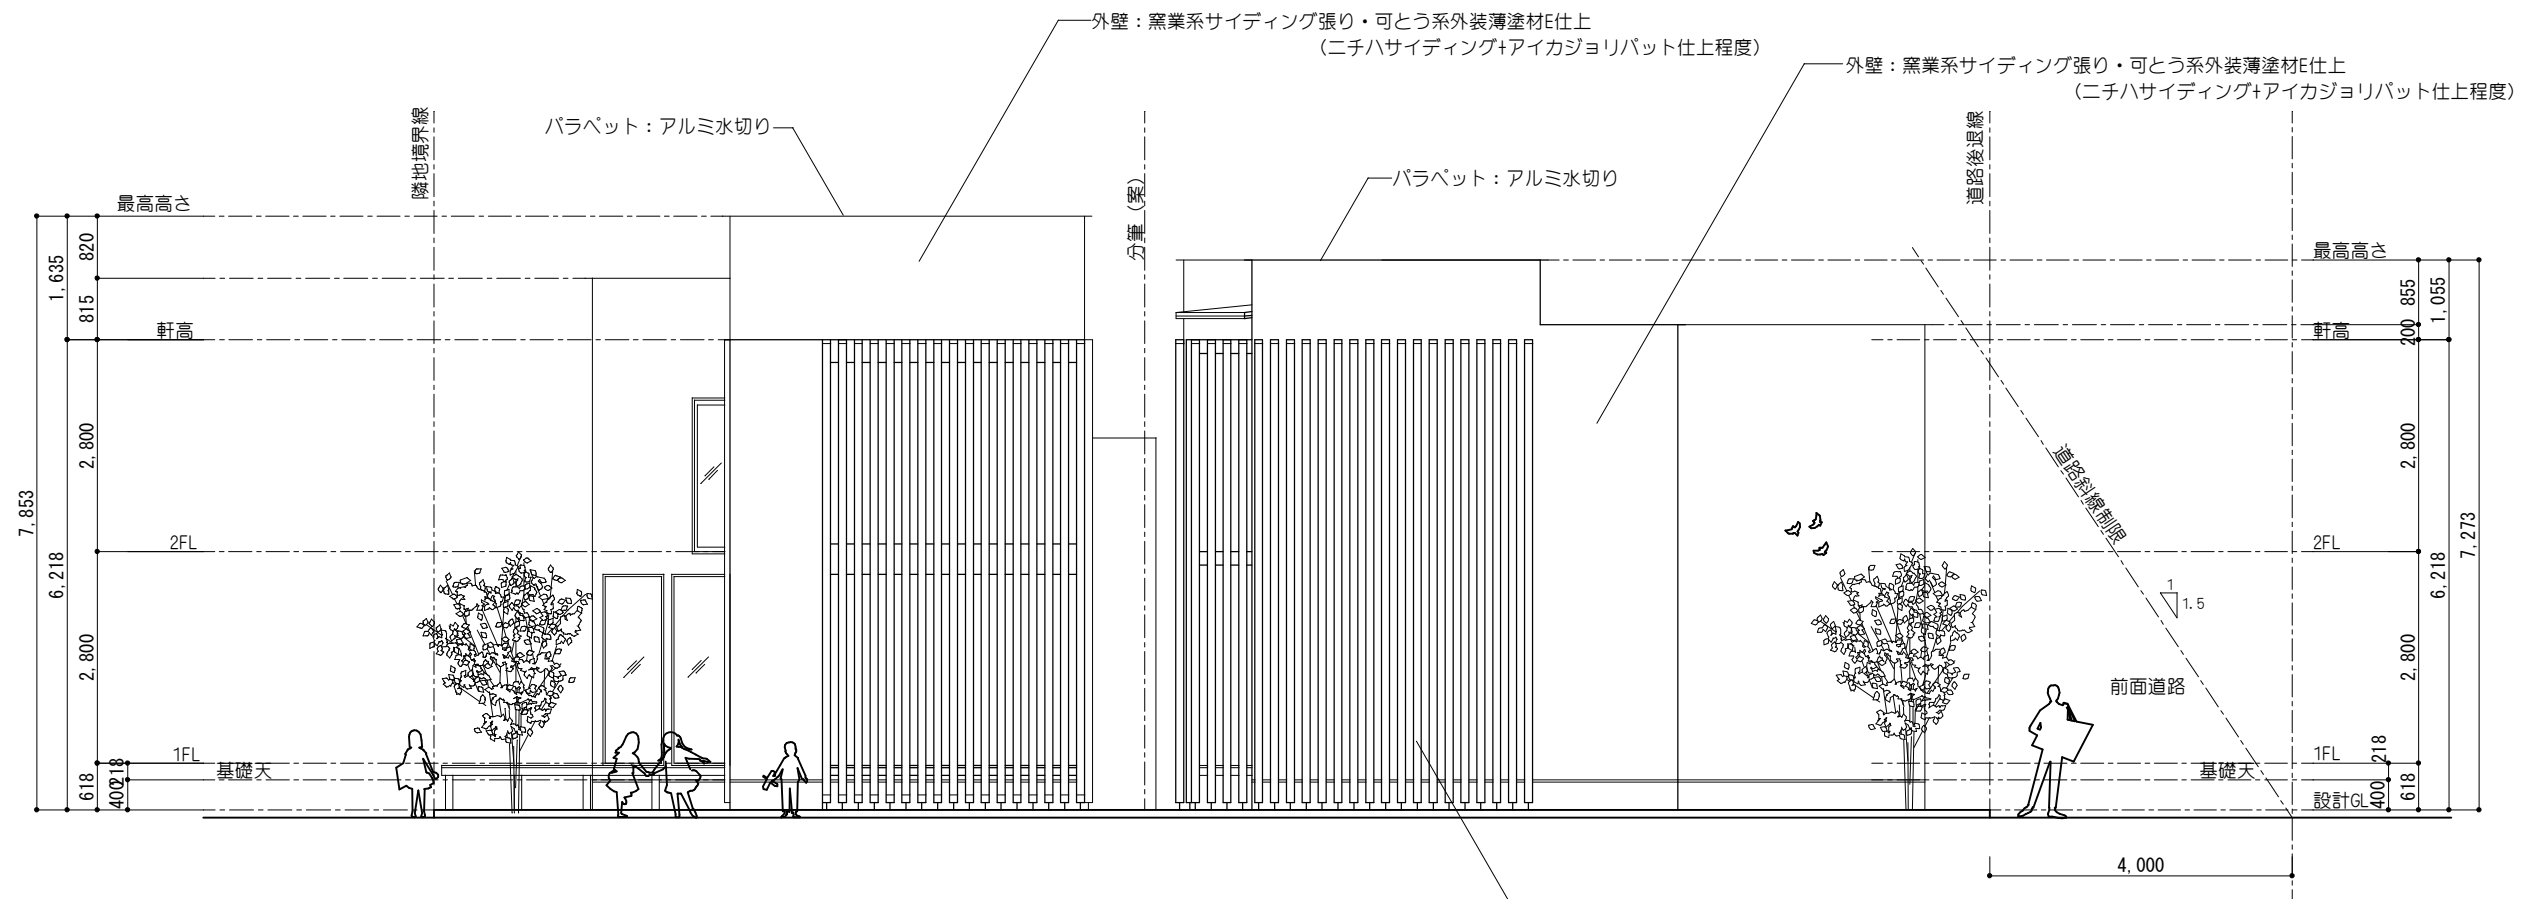 外壁：窯業系サイディング張り・可とう系外装薄塗材E仕上
（ニチハサイディング+アイカジョリパット仕上程度）
外壁：窯業系サイディング張り・可とう系外装薄塗材E仕上
（ニチハサイディング+アイカジョリパット仕上程度）
パラペット：アルミ水切り
パラペット：アルミ水切り
隣地境界線
分筆（案）
道路後退線
最高高さ
軒高
2FL
1FL
基礎天
7,853
1,635
6,218
820
815
2,800
2,800
618
218
400
最高高さ
軒高
2FL
1FL
基礎天
設計GL
855
200
1,055
2,800
2,800
6,218
7,273
218
400
618
道路斜線制限
1
1.5
前面道路
4,000